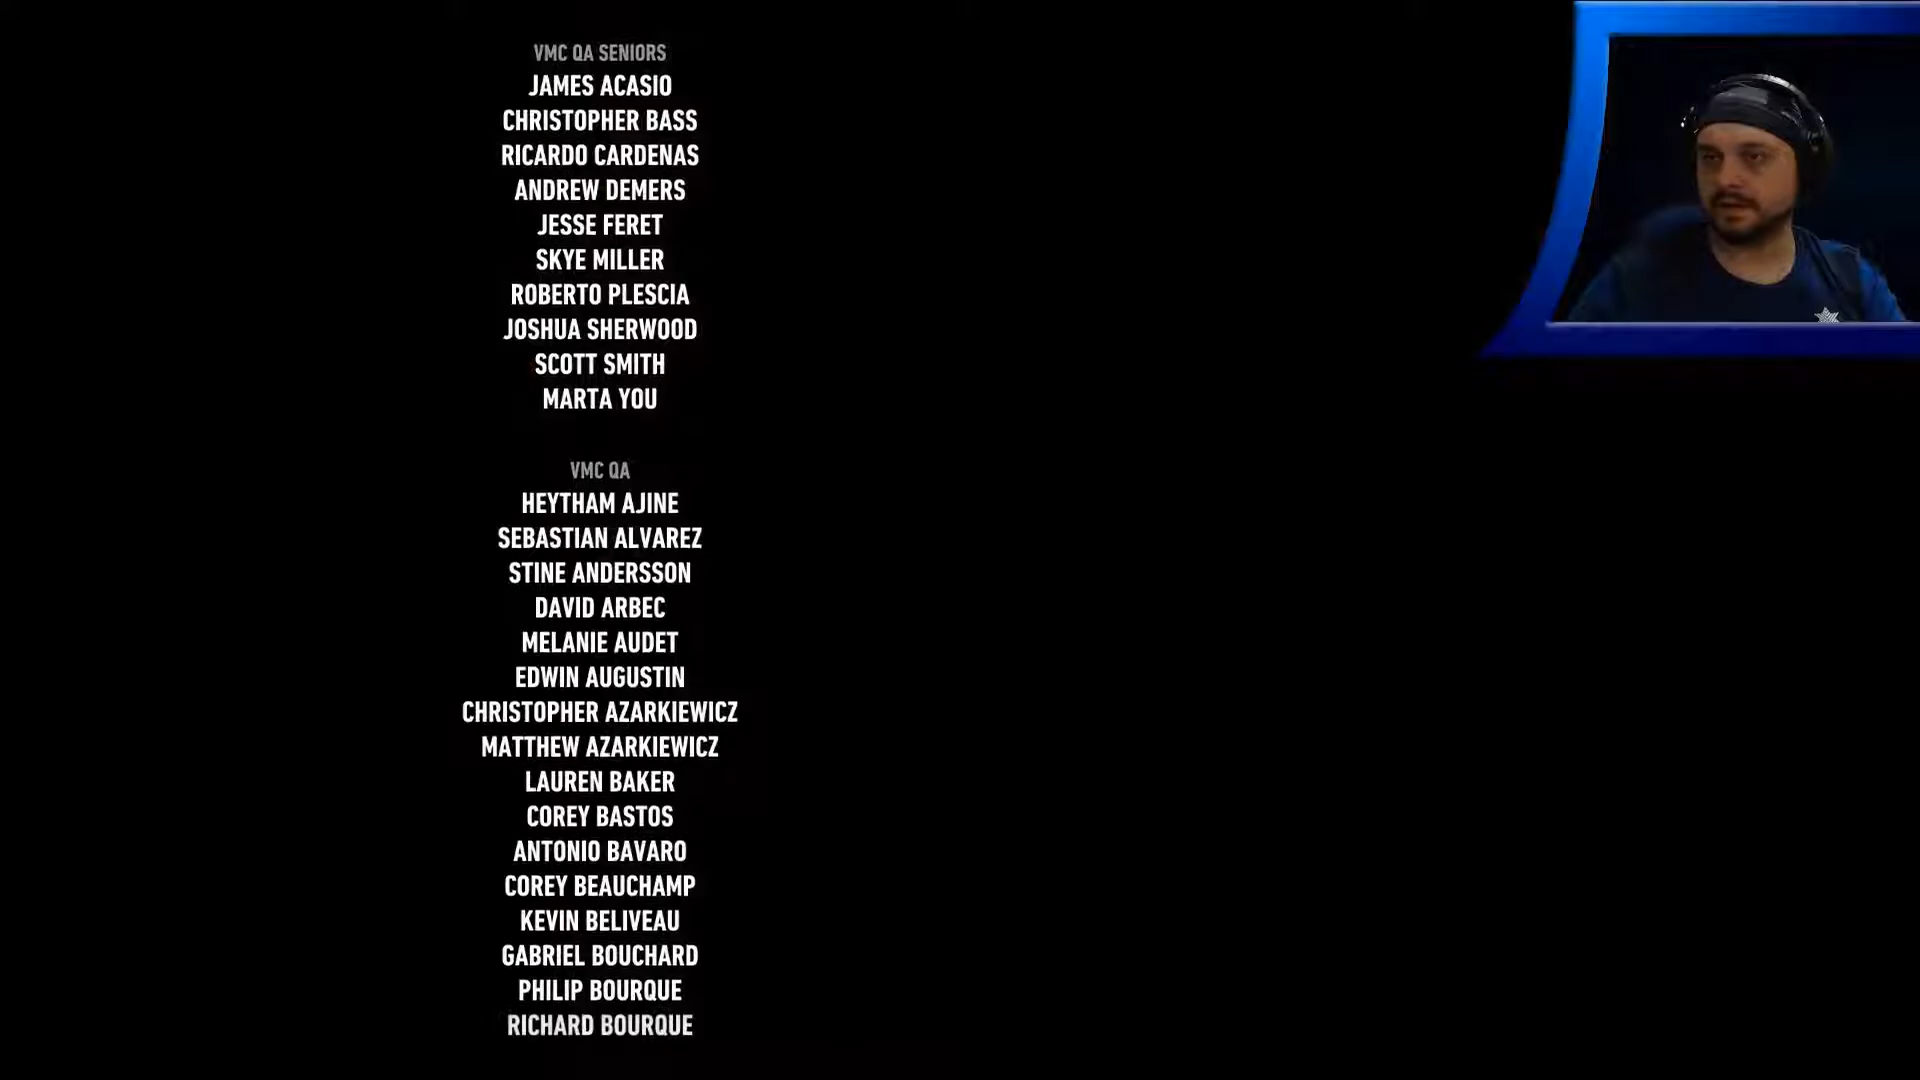 VMC QA SENIORS
JAMES ACASIO
CHRISTOPHER BASS
RICARDO CARDENAS
ANDREW DEMERS
JESSE FERET
SKYE MILLER
ROBERTO PLESCIA
JOSHUA SHERWOOD
SCOTT SMITH
MARTA YOU
VMC QA
HEYTHAM AJINE
SEBASTIAN ALVAREZ
STINE ANDERSSON
DAVID ARBEC
MELANIE AUDET
EDWIN AUGUSTIN
CHRISTOPHER AZARKIEWICZ
MATTHEW AZARKIEWICZ
LAUREN BAKER
COREY BASTOS
ANTONIO BAVARO
COREY BEAUCHAMP
KEVIN BELIVEAU
GABRIEL BOUCHARD
PHILIP BOURQUE
RICHARD BOURQUE